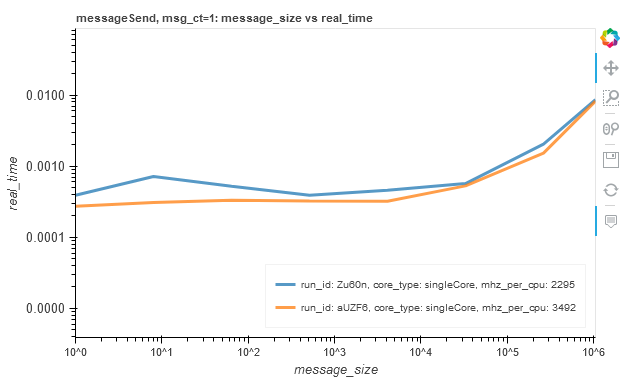 messageSend, msg_ct=1: message_size vs real_time
real_time
0.0100
0.0010
0.0001
0.0000
run_id: Zu60n, core_type: singleCore, mhz_per_cpu: 2295
run_id: aUZF6, core_type: singleCore, mhz_per_cpu: 3492
10^0 10^1 10^2 10^3 10^4 10^5 10^6
message_size